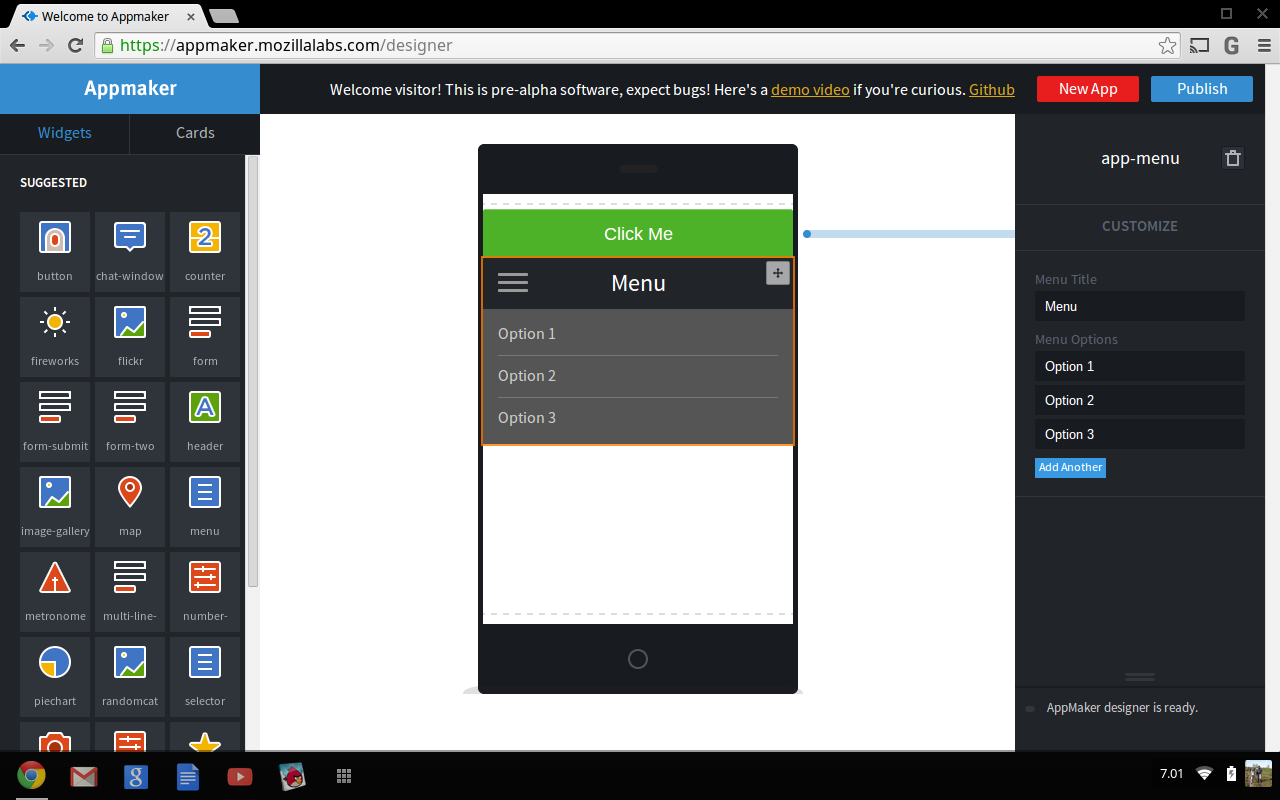 Welcome to Appmaker
https://appmaker.mozillalabs.com/designer
G
Appmaker
Welcome visitor! This is pre-alpha software, expect bugs! Here's a demo video if you're curious. Github
New App
Publish
Widgets
Cards
SUGGESTED
button
chat-window
2
counter
fireworks
flickr
form
form-submit
form-two
A
header
image-gallery
map
menu
metronome
multi-line-
number-
piechart
randomcat
selector
Click Me
Menu
Option 1
Option 2
Option 3
app-menu
CUSTOMIZE
Menu Title
Menu
Menu Options
Option 1
Option 2
Option 3
Add Another
AppMaker designer is ready.
g
7.01